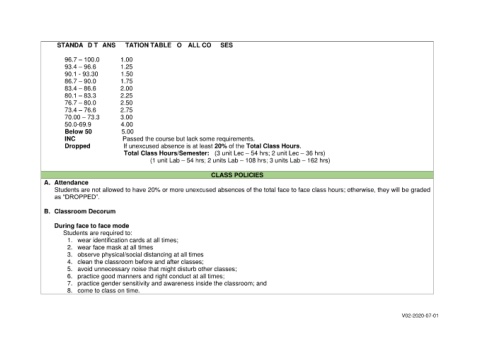 STANDA D T ANS TATION TABLE O ALL CO SES
96.7 – 100.0 1.00
93.4 – 96.6 1.25
90.1 - 93.30 1.50
86.7 – 90.0 1.75
83.4 – 86.6 2.00
80.1 – 83.3 2.25
76.7 – 80.0 2.50
73.4 – 76.6 2.75
70.00 – 73.3 3.00
50.0-69.9 4.00
Below 50 5.00
INC Passed the course but lack some requirements.
Dropped If unexcused absence is at least 20% of the Total Class Hours.
Total Class Hours/Semester: (3 unit Lec – 54 hrs; 2 unit Lec – 36 hrs)
(1 unit Lab – 54 hrs; 2 units Lab – 108 hrs; 3 units Lab – 162 hrs)
CLASS POLICIES
A. Attendance
Students are not allowed to have 20% or more unexcused absences of the total face to face class hours; otherwise, they will be graded
as “DROPPED”.
B. Classroom Decorum
During face to face mode
Students are required to:
1. wear identification cards at all times;
2. wear face mask at all times
3. observe physical/social distancing at all times
4. clean the classroom before and after classes;
5. avoid unnecessary noise that might disturb other classes;
6. practice good manners and right conduct at all times;
7. practice gender sensitivity and awareness inside the classroom; and
8. come to class on time.
V02-2020-07-01